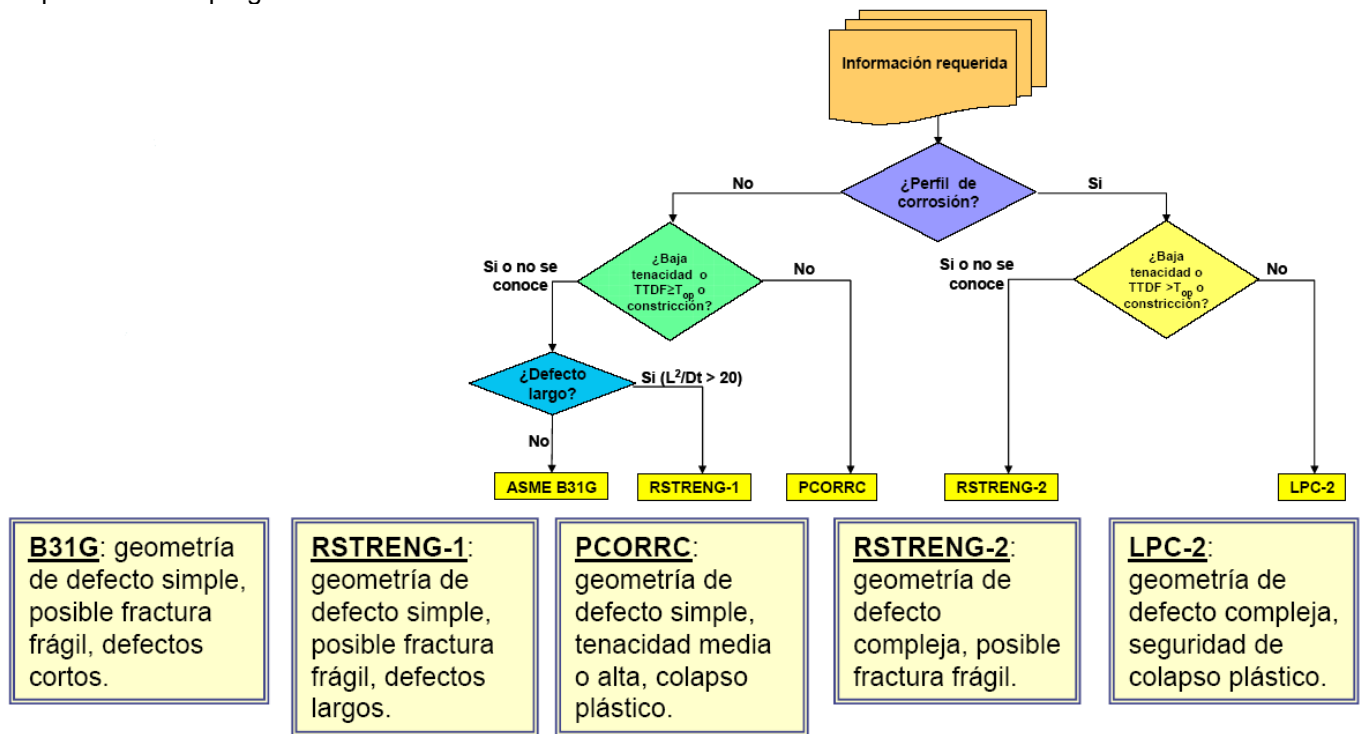 Información requerida
¿Perfil de
corrosión?
No
Si
¿Baja
tenacidad o
TTDF≥Top o
constricción?
Si o no se
conoce
No
¿Baja
tenacidad o
TTDF >Top o
constricción?
Si o no se
conoce
No
¿Defecto
largo?
Si (L²/Dt > 20)
No
ASME B31G
RSTRENG-1
PCORRC
RSTRENG-2
LPC-2
B31G: geometría
de defecto simple,
posible fractura
frágil, defectos
cortos.
RSTRENG-1:
geometría de
defecto simple,
posible fractura
frágil, defectos
largos.
PCORRC:
geometría de
defecto simple,
tenacidad media
o alta, colapso
plástico.
RSTRENG-2:
geometría de
defecto
compleja, posible
fractura frágil.
LPC-2:
geometría de
defecto compleja,
seguridad de
colapso plástico.